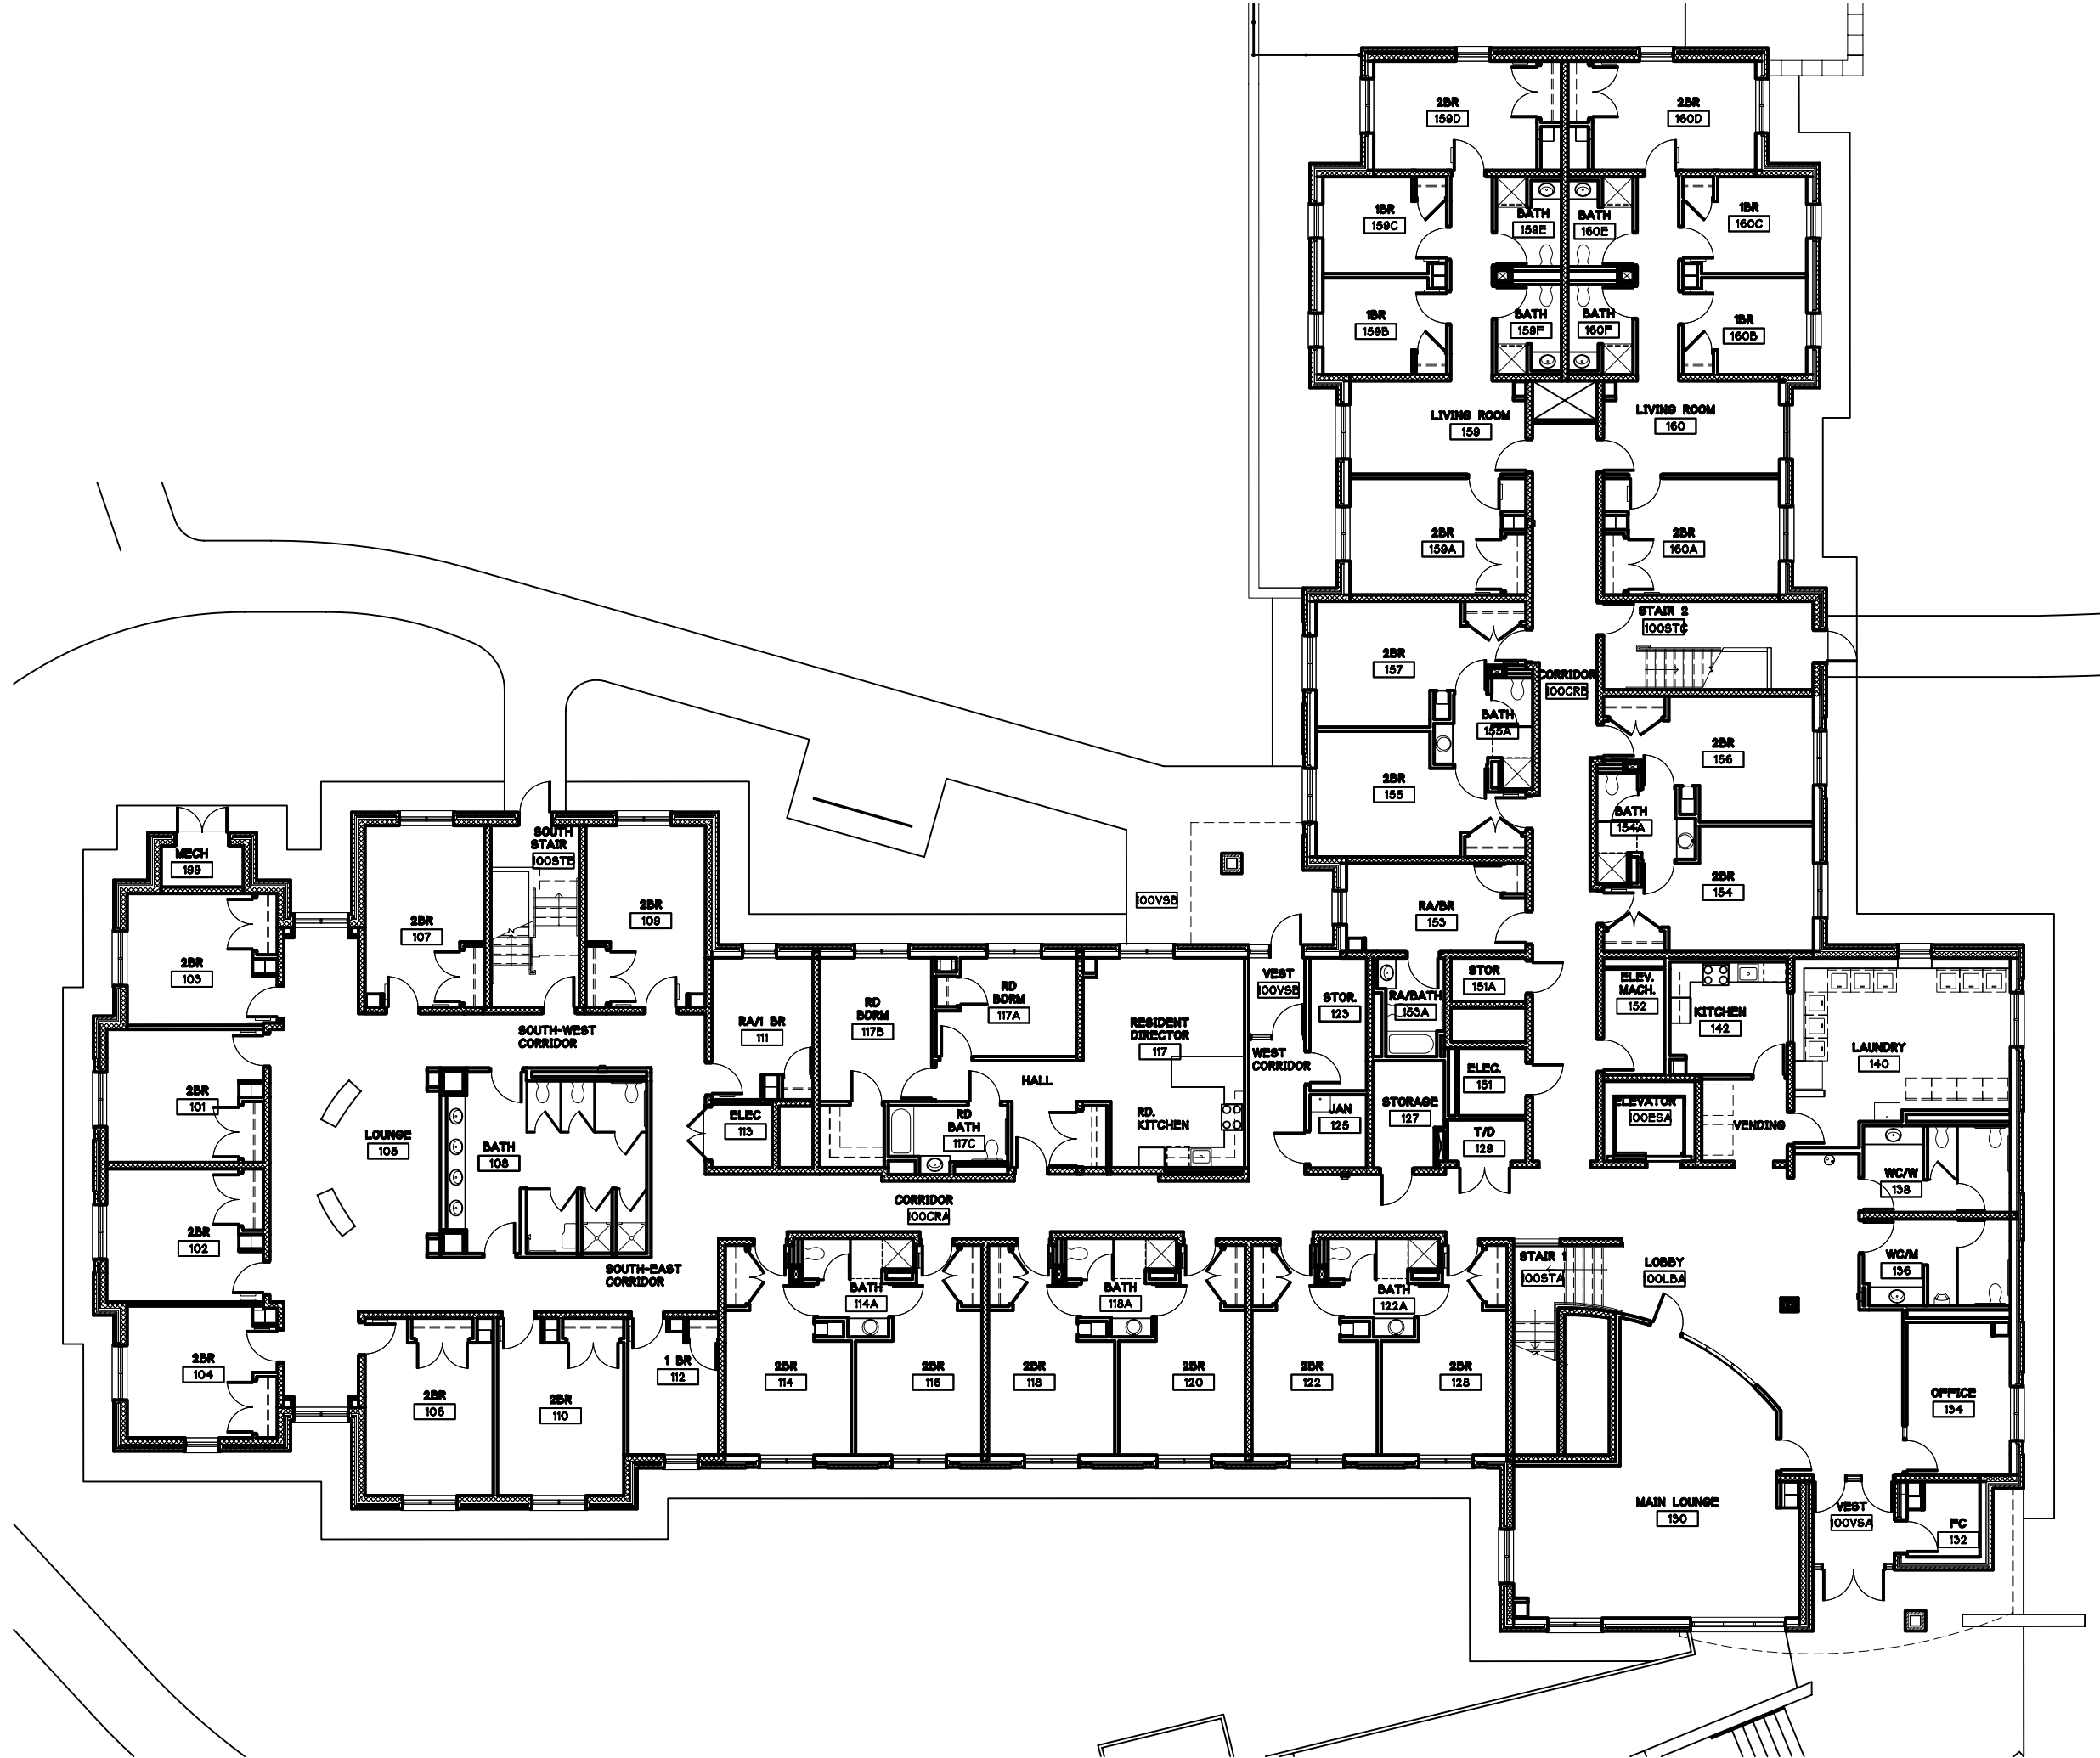 2BR
159D
2BR
160D
1BR
159C
BATH
159E
BATH
160E
1BR
160C
1BR
159B
BATH
159F
BATH
160F
1BR
160B
LIVING ROOM
159
LIVING ROOM
160
2BR
159A
2BR
160A
STAIR 2
100STC
2BR
157
CORRIDOR
100CRB
BATH
155A
2BR
156
2BR
155
BATH
154A
2BR
154
MECH
199
SOUTH
STAIR
100STB
2BR
107
2BR
109
100VSB
RA/BR
153
2BR
103
RD
BDRM
117A
VEST
100VSB
STOR.
123
RA/BATH
153A
STOR
151A
ELEV.
MACH.
152
KITCHEN
142
SOUTH-WEST
CORRIDOR
RA/1 BR
111
RD
BDRM
117B
RESIDENT
DIRECTOR
117
WEST
CORRIDOR
LAUNDRY
140
HALL
ELEC.
151
2BR
101
ELEC
113
RD
BATH
117C
RD.
KITCHEN
JAN
125
STORAGE
127
T/D
129
ELEVATOR
100ESA
VENDING
LOUNGE
105
BATH
108
WC/W
138
CORRIDOR
100CRA
2BR
102
SOUTH-EAST
CORRIDOR
BATH
114A
BATH
118A
BATH
122A
STAIR 1
100STA
LOBBY
100LBA
WC/M
136
2BR
104
1 BR
112
2BR
106
2BR
110
2BR
114
2BR
116
2BR
118
2BR
120
2BR
122
2BR
128
OFFICE
134
MAIN LOUNGE
130
VEST
100VSA
FC
132